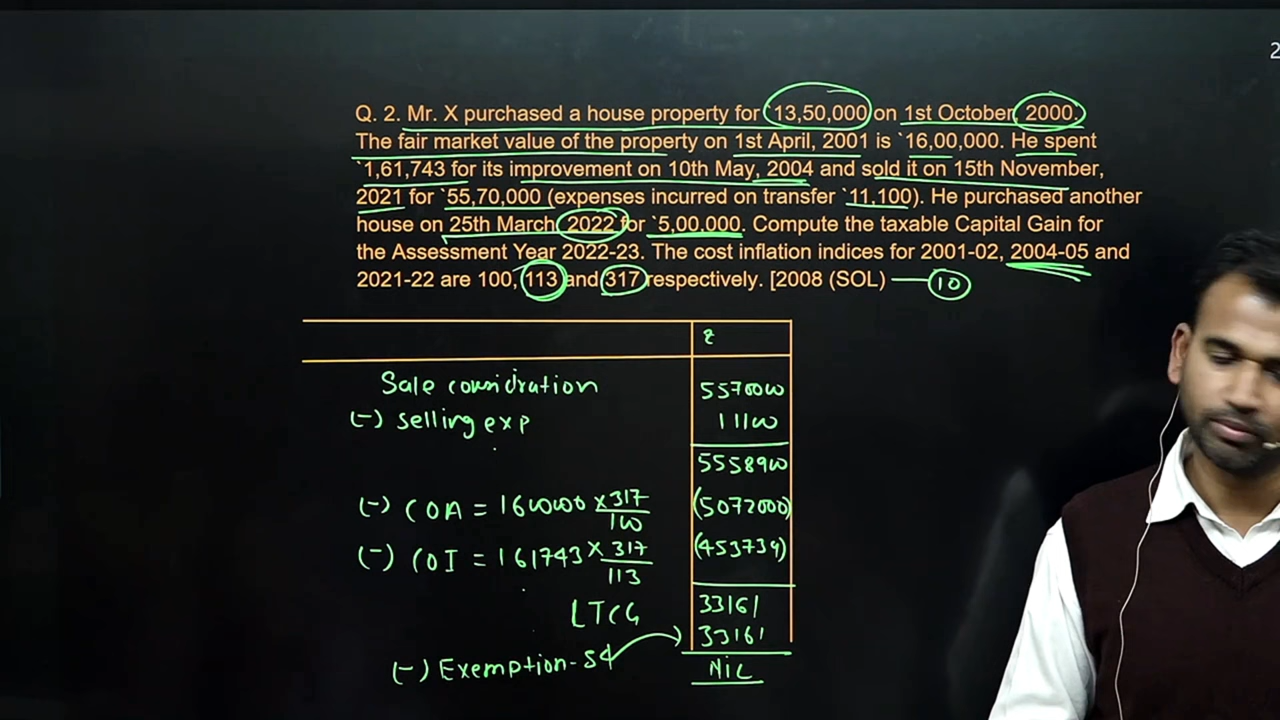 2
Q. 2. Mr. X purchased a house property for `13,50,000 on 1st October, 2000.
The fair market value of the property on 1st April, 2001 is `16,00,000. He spent
`1,61,743 for its improvement on 10th May, 2004 and sold it on 15th November,
2021 for `55,70,000 (expenses incurred on transfer `11,100). He purchased another
house on 25th March, 2022 for `5,00,000. Compute the taxable Capital Gain for
the Assessment Year 2022-23. The cost inflation indices for 2001-02, 2004-05 and
2021-22 are 100, 113 and 317 respectively. [2008 (SOL) — 10
Sale considration 5570000
(-) selling exp 11100
5558900
(-) COA = 1600000 × 317/100 (5072000)
(-) COI = 161743 × 317/113 (453739)
LTCG 33161
33161
(-) Exemption-54
NIL